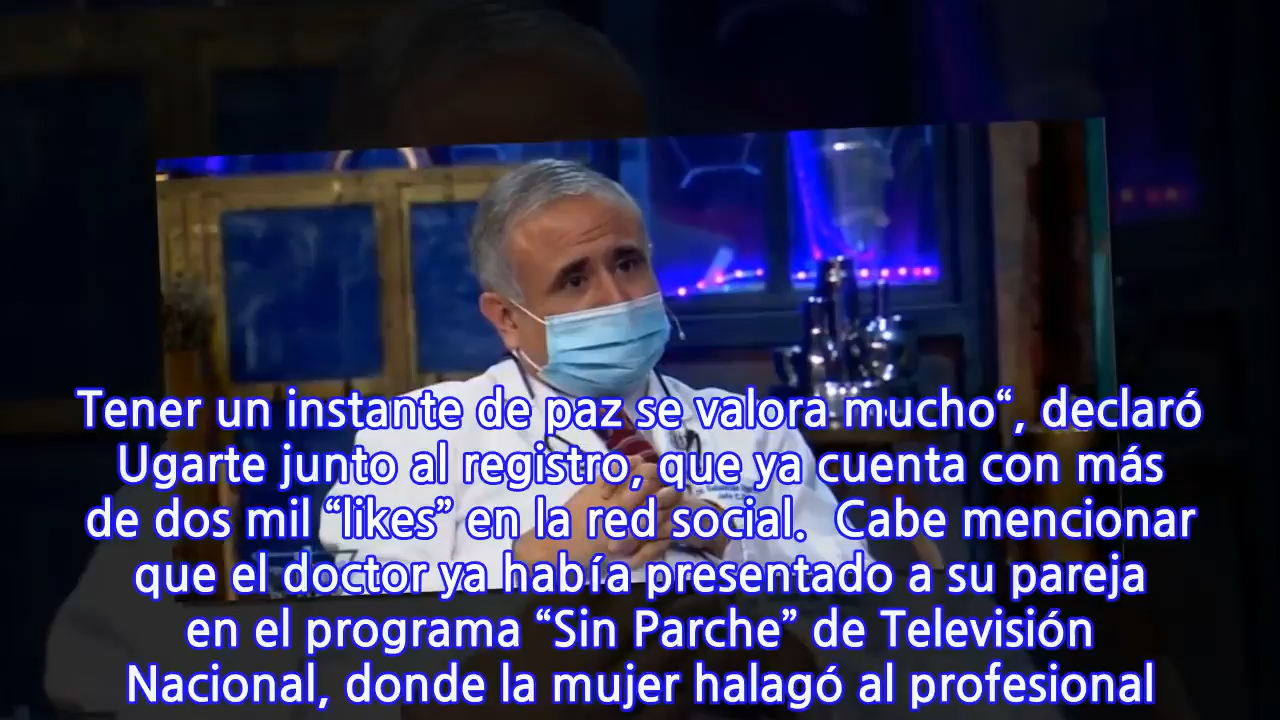 Tener un instante de paz se valora mucho“, declaró
Ugarte junto al registro, que ya cuenta con más
de dos mil “likes” en la red social.  Cabe mencionar
que el doctor ya había presentado a su pareja
en el programa “Sin Parche” de Televisión
Nacional, donde la mujer halagó al profesional